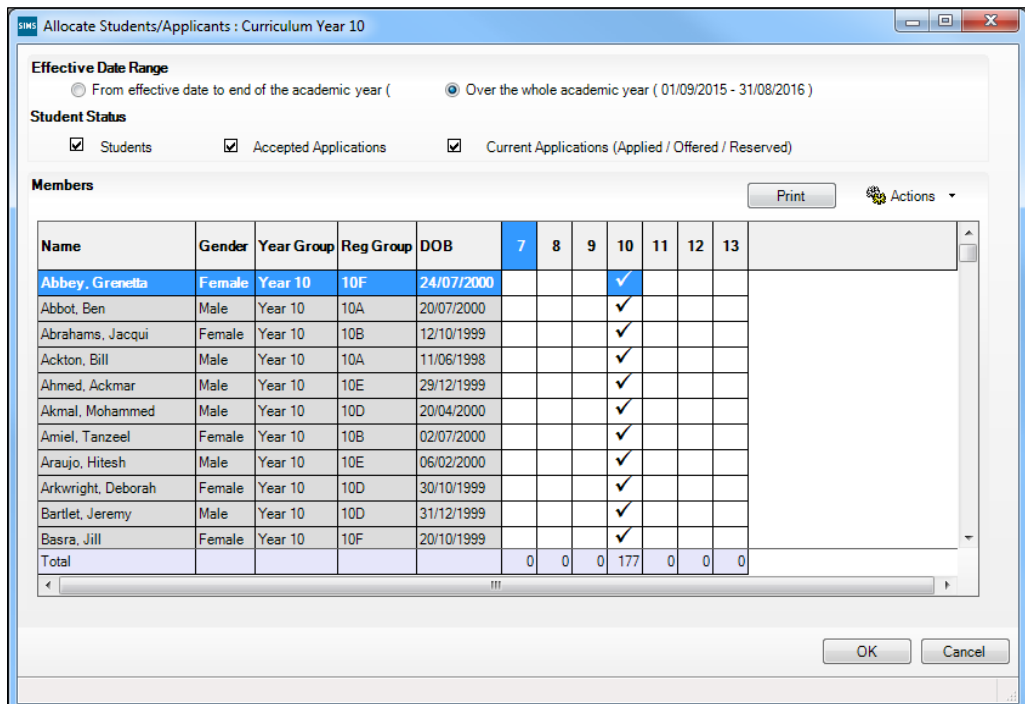 SIMS Allocate Students/Applicants : Curriculum Year 10
Effective Date Range
From effective date to end of the academic year ( Over the whole academic year ( 01/09/2015 - 31/08/2016 )
Student Status
Students Accepted Applications Current Applications (Applied / Offered / Reserved)
Members
Print Actions
Name Gender Year Group Reg Group DOB 7 8 9 10 11 12 13
Abbey, Grenetta Female Year 10 10F 24/07/2000 ✓
Abbot, Ben Male Year 10 10A 20/07/2000 ✓
Abrahams, Jacqui Female Year 10 10B 12/10/1999 ✓
Ackton, Bill Male Year 10 10A 11/06/1998 ✓
Ahmed, Ackmar Male Year 10 10E 29/12/1999 ✓
Akmal, Mohammed Male Year 10 10D 20/04/2000 ✓
Amiel, Tanzeel Female Year 10 10B 02/07/2000 ✓
Araujo, Hitesh Male Year 10 10E 06/02/2000 ✓
Arkwright, Deborah Female Year 10 10D 30/10/1999 ✓
Bartlet, Jeremy Male Year 10 10D 31/12/1999 ✓
Basra, Jill Female Year 10 10F 20/10/1999 ✓
Total 0 0 0 177 0 0 0
OK Cancel